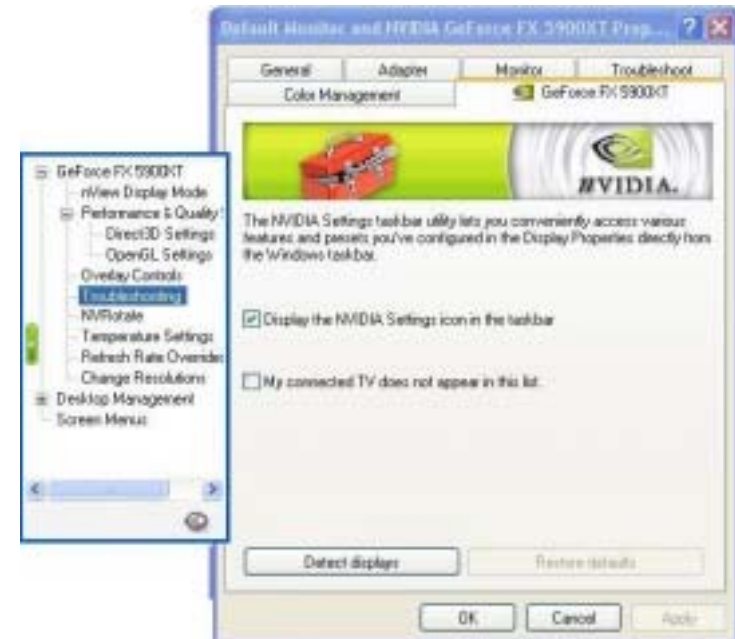 Default Monitor and NVIDIA GeForce FX 5900XT Prop...
General
Adapter
Monitor
Troubleshoot
Color Management
GeForce FX 5900XT
NVIDIA.
The NVIDIA Settings taskbar utility lets you conveniently access various
features and presets you've configured in the Display Properties directly from
the Windows taskbar.
Display the NVIDIA Settings icon in the taskbar
My connected TV does not appear in this list.
Detect displays
Restore defaults
OK
Cancel
Apply
GeForce FX 5900XT
nView Display Mode
Performance & Quality
Direct3D Settings
OpenGL Settings
Overlay Controls
Troubleshooting
NVRotate
Temperature Settings
Refresh Rate Overrides
Change Resolutions
Desktop Management
Screen Menus